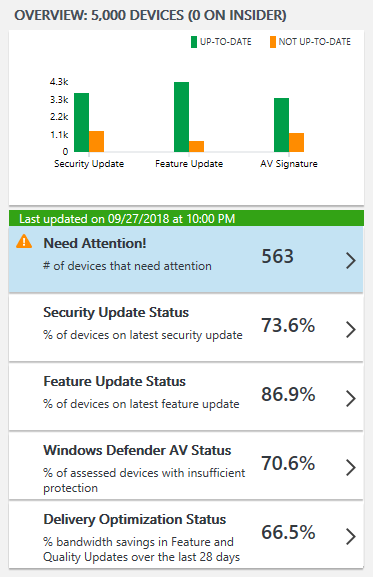 OVERVIEW: 5,000 DEVICES (0 ON INSIDER)
UP-TO-DATE NOT UP-TO-DATE
4.3k
3.2k
2.2k
1.1k
0
Security Update Feature Update AV Signature
Last updated on 09/27/2018 at 10:00 PM
Need Attention!
# of devices that need attention
563
Security Update Status
% of devices on latest security update
73.6%
Feature Update Status
% of devices on latest feature update
86.9%
Windows Defender AV Status
% of assessed devices with insufficient
protection
70.6%
Delivery Optimization Status
% bandwidth savings in Feature and
Quality Updates over the last 28 days
66.5%